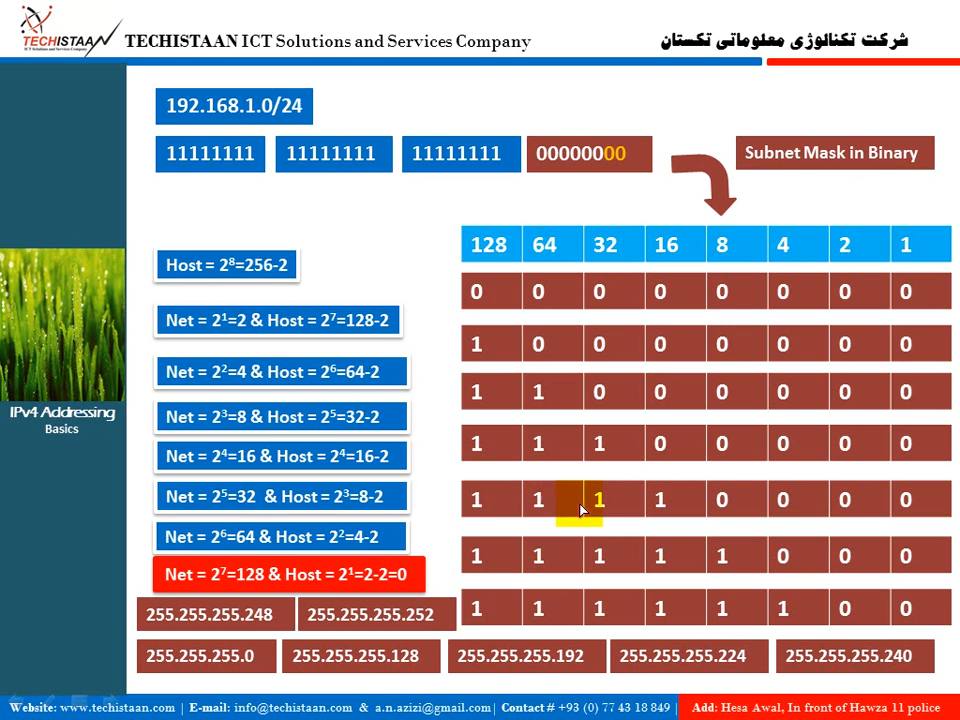 TECHISTAAN
ICT Solutions and Services Company
TECHISTAAN ICT Solutions and Services Company
شرکت تکنالوژی معلوماتی تکستان
192.168.1.0/24
11111111 11111111 11111111 00000000
Subnet Mask in Binary
128 64 32 16 8 4 2 1
Host = 2⁸=256-2
0 0 0 0 0 0 0 0
Net = 2¹=2 & Host = 2⁷=128-2
1 0 0 0 0 0 0 0
Net = 2²=4 & Host = 2⁶=64-2
1 1 0 0 0 0 0 0
Net = 2³=8 & Host = 2⁵=32-2
1 1 1 0 0 0 0 0
Net = 2⁴=16 & Host = 2⁴=16-2
Net = 2⁵=32 & Host = 2³=8-2
1 1 1 1 0 0 0 0
Net = 2⁶=64 & Host = 2²=4-2
1 1 1 1 1 0 0 0
Net = 2⁷=128 & Host = 2¹=2-2=0
1 1 1 1 1 1 0 0
IPv4 Addressing
Basics
255.255.255.248 255.255.255.252
255.255.255.0 255.255.255.128 255.255.255.192 255.255.255.224 255.255.255.240
Website: www.techistaan.com | E-mail: info@techistaan.com & a.n.azizi@gmail.com| Contact # +93 (0) 77 43 18 849 | Add: Hesa Awal, In front of Hawza 11 police